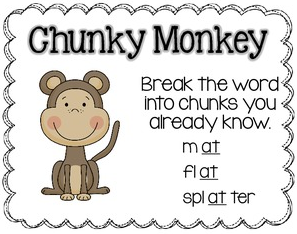 Chunky Monkey
Break the word
into chunks you
already know.
m at
fl at
spl at ter